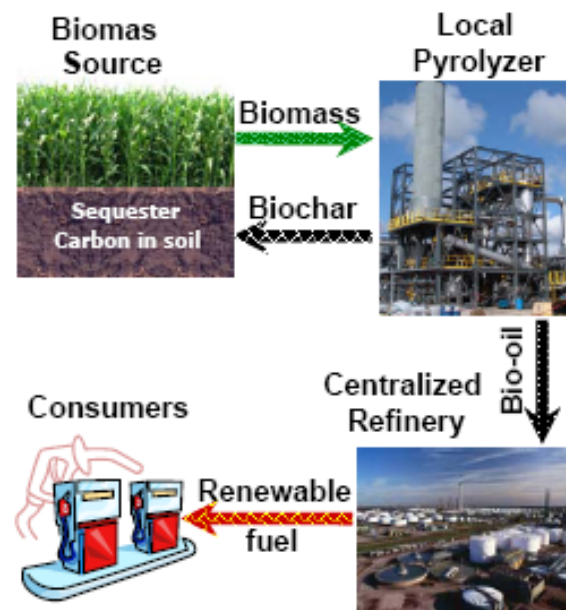 Biomas
Source
Local
Pyrolyzer
Biomass
Sequester
Carbon in soil
Biochar
Bio-oil
Centralized
Refinery
Consumers
Renewable
fuel